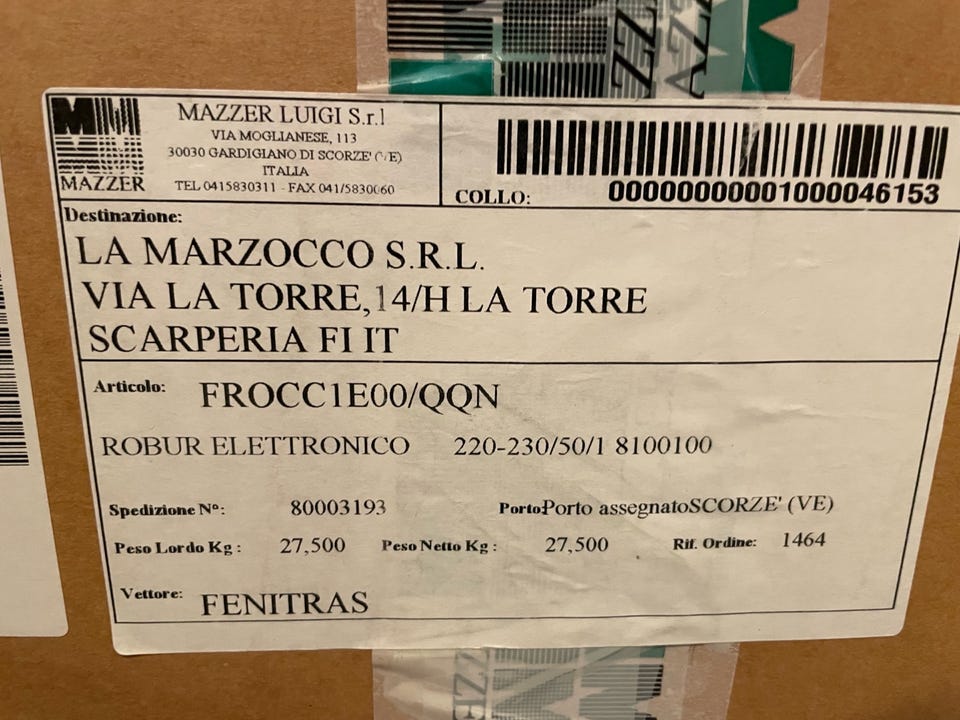 MAZZER
MAZZER LUIGI S.r.l
VIA MOGLIANESE, 113
30030 GARDIGIANO DI SCORZE' (VE)
ITALIA
TEL 0415830311 - FAX 041/5830060
COLLO:
00000000001000046153
Destinazione:
LA MARZOCCO S.R.L.
VIA LA TORRE,14/H LA TORRE
SCARPERIA FI IT
Articolo: FROCC1E00/QQN
ROBUR ELETTRONICO 220-230/50/1 8100100
Spedizione N°: 80003193 Porto:Porto assegnatoSCORZE' (VE)
Peso Lordo Kg : 27,500 Peso Netto Kg : 27,500 Rif. Ordine: 1464
Vettore: FENITRAS